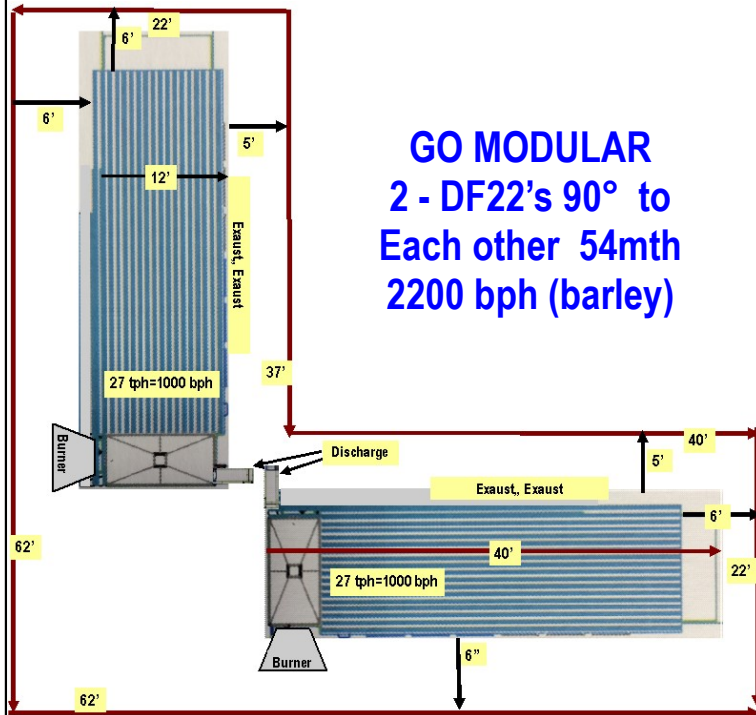 22'
6'
6'
5'
12'
Exaust,, Exaust
GO MODULAR
2 - DF22's 90° to
Each other 54mth
2200 bph (barley)
27 tph=1000 bph
37'
Burner
Discharge
40'
5'
Exaust,, Exaust
6'
62'
40'
22'
27 tph=1000 bph
Burner
6"
62'